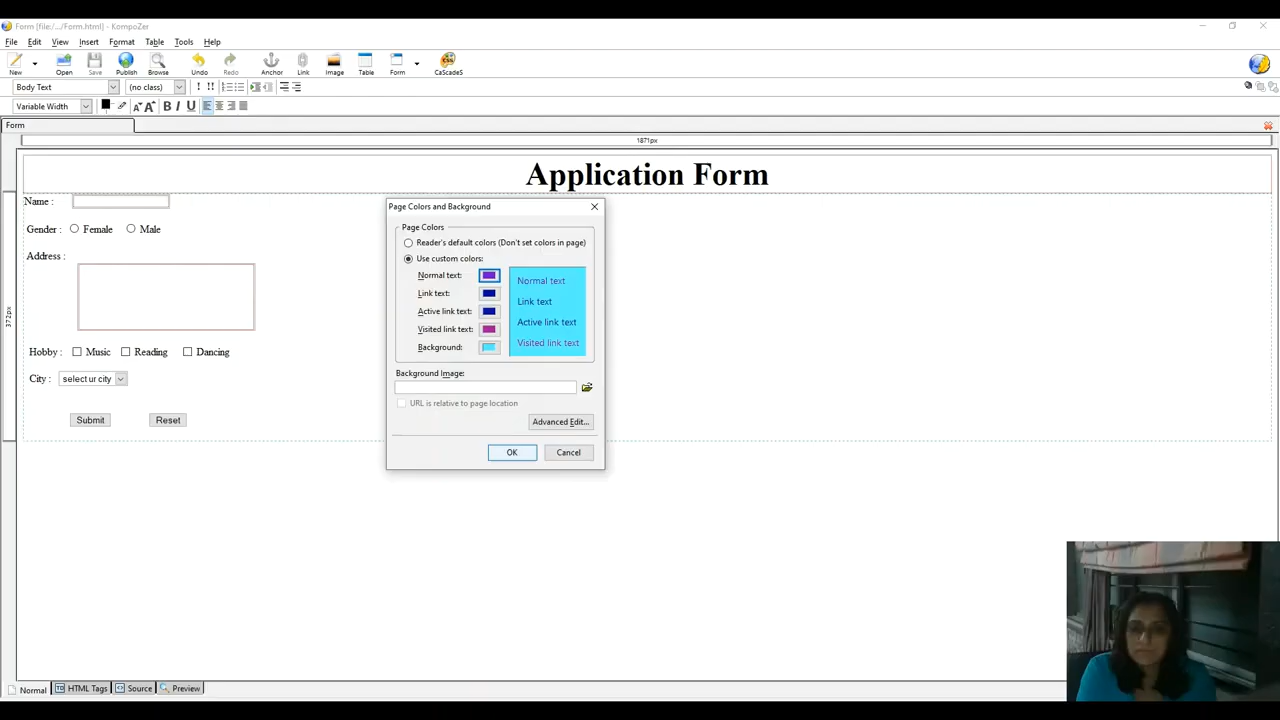 Form [file:/.../Form.html] - KompoZer
File Edit View Insert Format Table Tools Help
New Open Save Publish Browse Undo Redo Anchor Link Image Table Form CaScadeS
Body Text (no class)
Variable Width
Form
1871px
Application Form
372px
Name :
Gender : Female Male
Address :
Hobby : Music Reading Dancing
City : select ur city
Submit Reset
Page Colors and Background
Page Colors
Reader's default colors (Don't set colors in page)
Use custom colors:
Normal text:
Link text:
Active link text:
Visited link text:
Background:
Normal text
Link text
Active link text
Visited link text
Background Image:
URL is relative to page location
Advanced Edit...
OK Cancel
Normal HTML Tags Source Preview